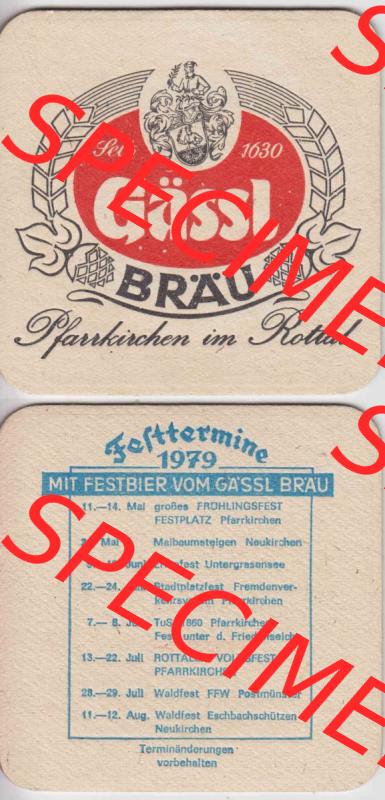 Seit 1630
Gässl
BRÄU
Pfarrkirchen im Rottal
SPECIMEN
Festtermine
1979
MIT FESTBIER VOM GÄSSL BRÄU
11.—14. Mai großes FRÜHLINGSFEST
FESTPLATZ Pfarrkirchen
Mai Maibaumsteigen Neukirchen
Juni Untergrasensee
22.—24. Stadtplatzfest Fremdenver-
kehrsverein Pfarrkirchen
7.— 8. Juli TuS 1860 Pfarrkirchen
Fest unter d.
13.—22. Juli ROTTALER VOLKSFEST
PFARRKIRCHEN
28.—29. Juli Waldfest FFW Postmünster
11.—12. Aug. Waldfest Eschbachschützen
Neukirchen
Terminänderungen
vorbehalten
SPECIMEN